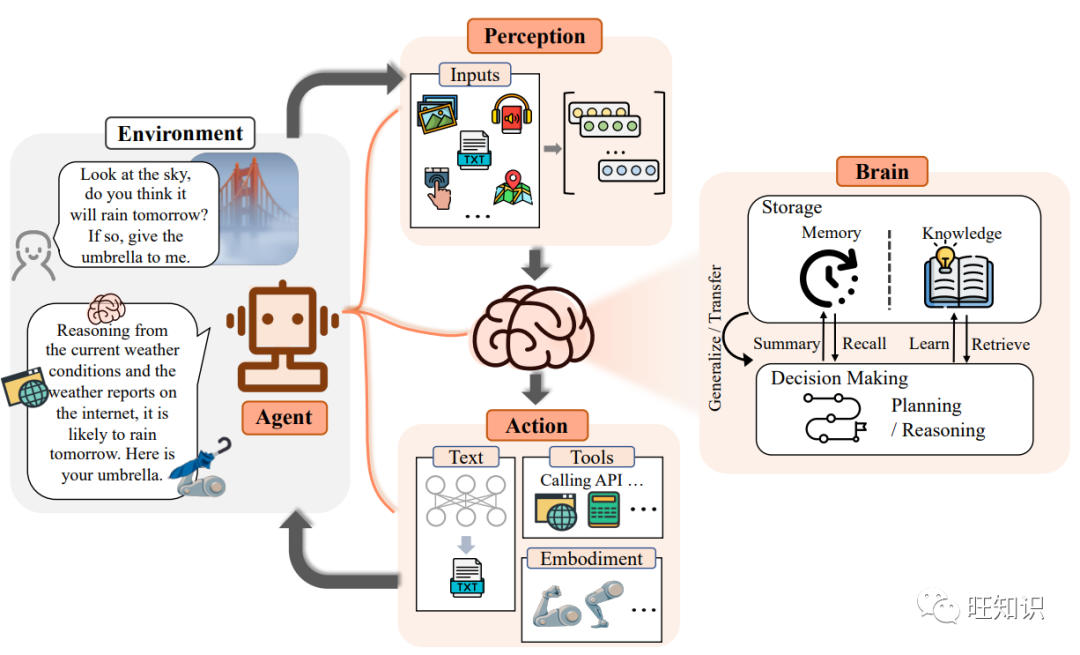 Perception
Inputs
TXT
...
...
Environment
Look at the sky,
do you think it
will rain tomorrow?
If so, give the
umbrella to me.
Reasoning from
the current weather
conditions and the
weather reports on
the internet, it is
likely to rain
tomorrow. Here is
your umbrella.
Agent
Brain
Storage
Memory
Knowledge
Generalize / Transfer
Summary
Recall
Learn
Retrieve
Decision Making
Planning
/ Reasoning
Action
Text
TXT
Tools
Calling API ...
...
Embodiment
...
旺知识